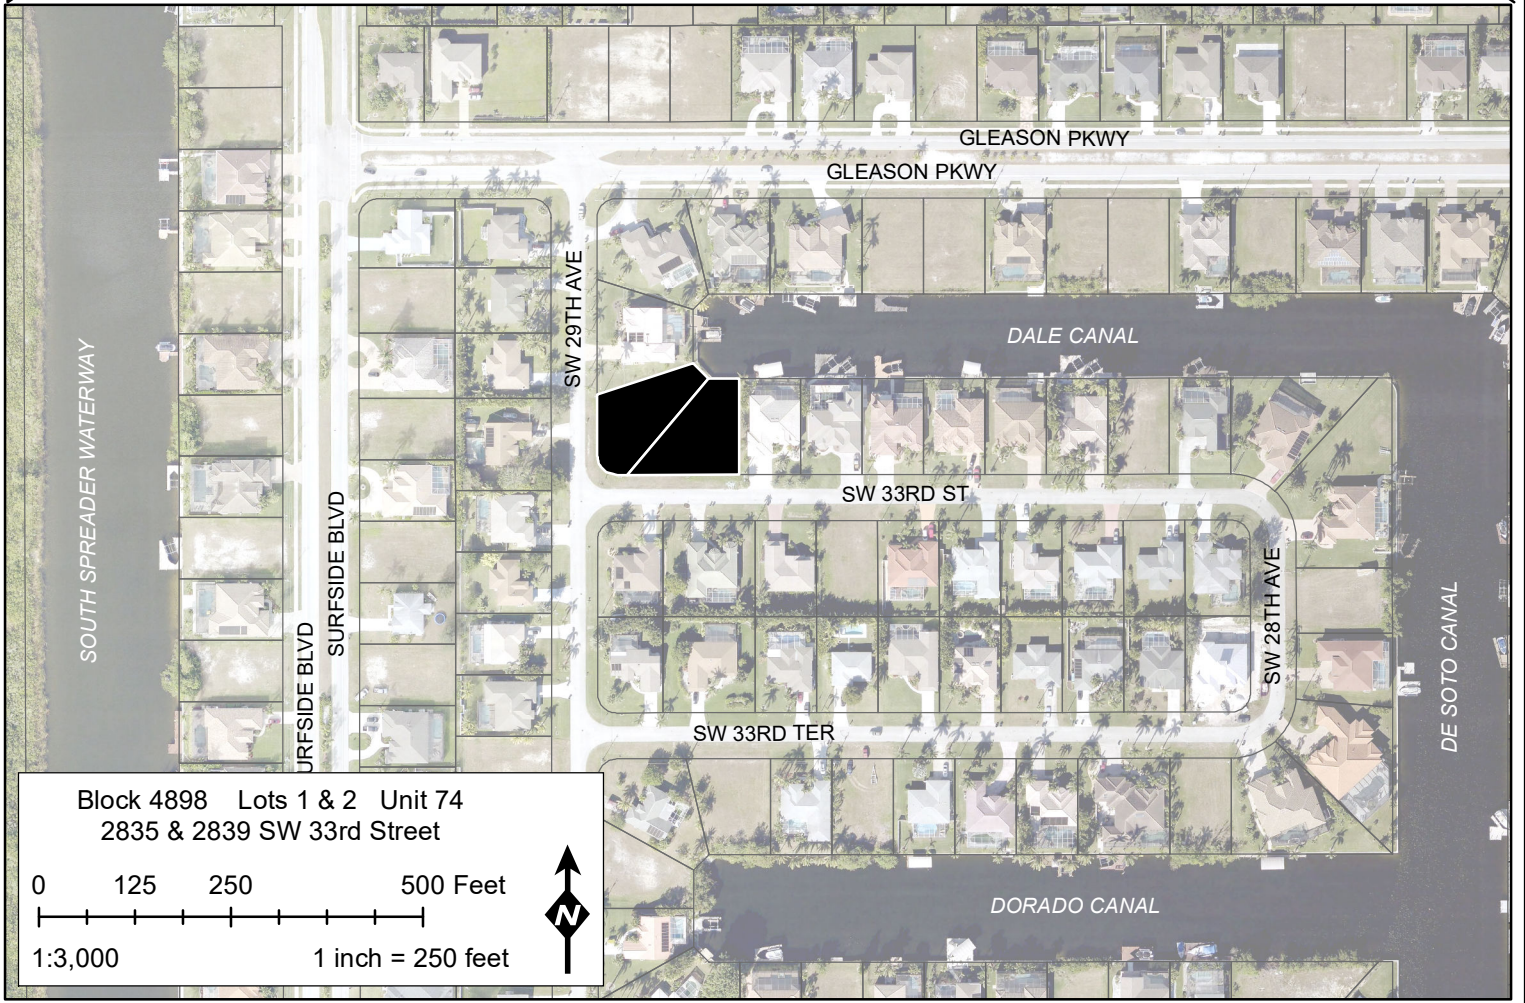 GLEASON PKWY
GLEASON PKWY
SW 29TH AVE
DALE CANAL
SOUTH SPREADER WATERWAY
SURFSIDE BLVD
SW 33RD ST
SW 28TH AVE
DE SOTO CANAL
URFSIDE BLVD
SW 33RD TER
DORADO CANAL
Block 4898 Lots 1 & 2 Unit 74
2835 & 2839 SW 33rd Street
0 125 250 500 Feet
N
1:3,000 1 inch = 250 feet